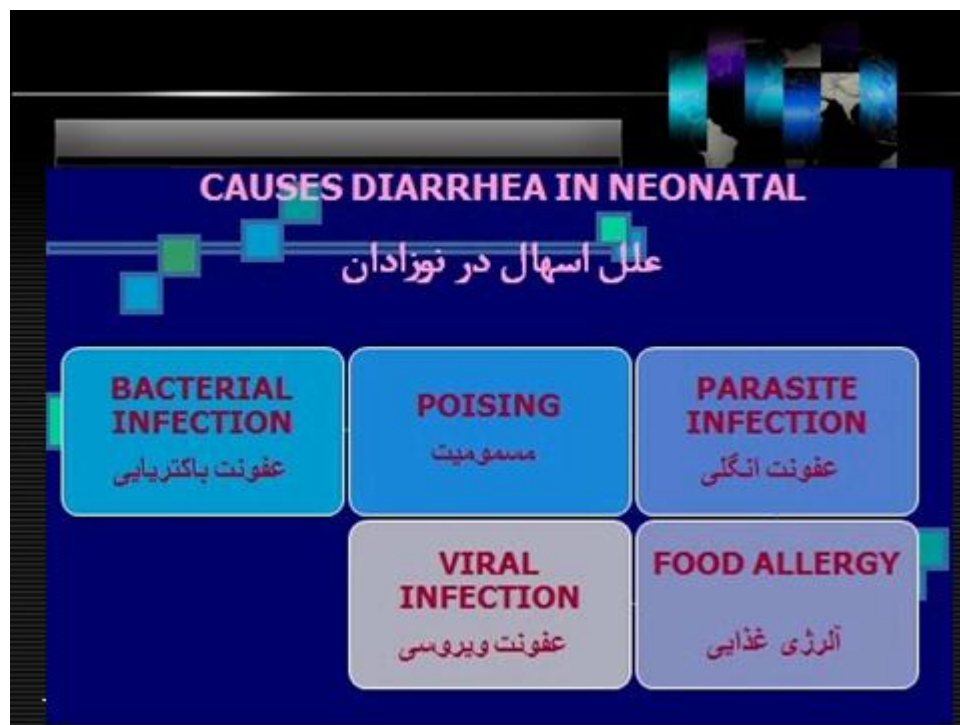 CAUSES DIARRHEA IN NEONATAL
علل اسهال در نوزادان
BACTERIAL
INFECTION
عفونت باکتریایی
POISING
مسمومیت
PARASITE
INFECTION
عفونت انگلی
VIRAL
INFECTION
عفونت ویروسی
FOOD ALLERGY
آلرژی غذایی